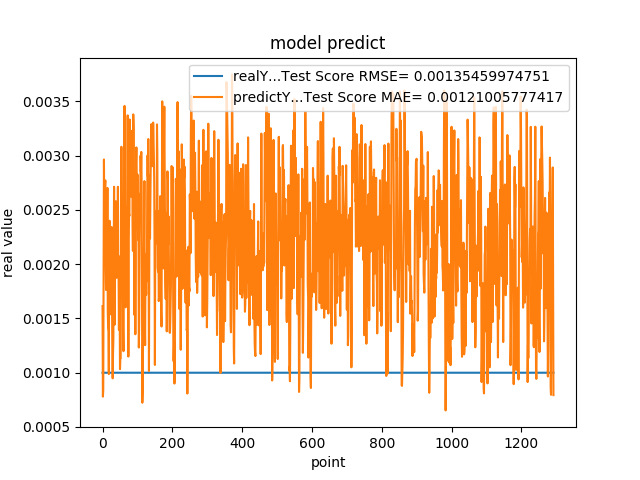 model predict
realY...Test Score RMSE= 0.00135459974751
predictY...Test Score MAE= 0.00121005777417
0.0035
0.0030
0.0025
0.0020
0.0015
0.0010
0.0005
real value
0 200 400 600 800 1000 1200
point